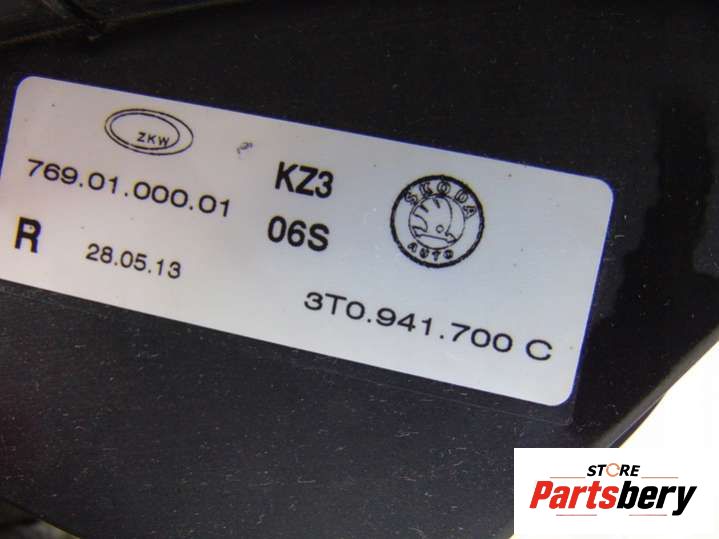 ZKW
769.01.000.01
KZ3
R
28.05.13
06S
SKODA
AUTO
3T0.941.700 C
STORE
Partsbery